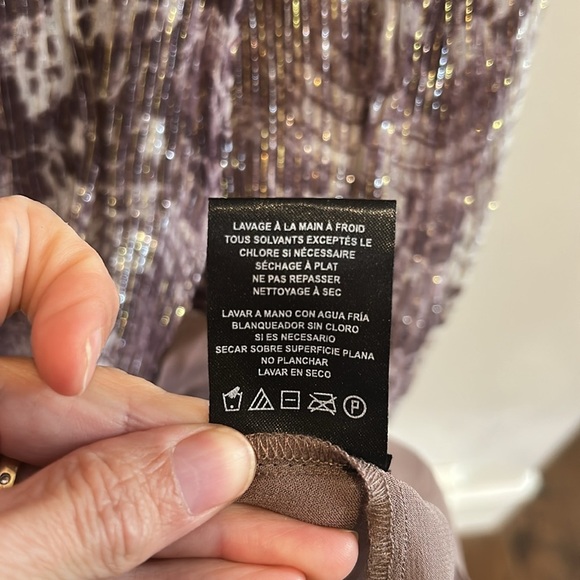 LAVAGE À LA MAIN À FROID
TOUS SOLVANTS EXCEPTÉS LE
CHLORE SI NÉCESSAIRE
SÉCHAGE À PLAT
NE PAS REPASSER
NETTOYAGE À SEC
LAVAR A MANO CON AGUA FRÍA
BLANQUEADOR SIN CLORO
SI ES NECESARIO
SECAR SOBRE SUPERFICIE PLANA
NO PLANCHAR
LAVAR EN SECO
P